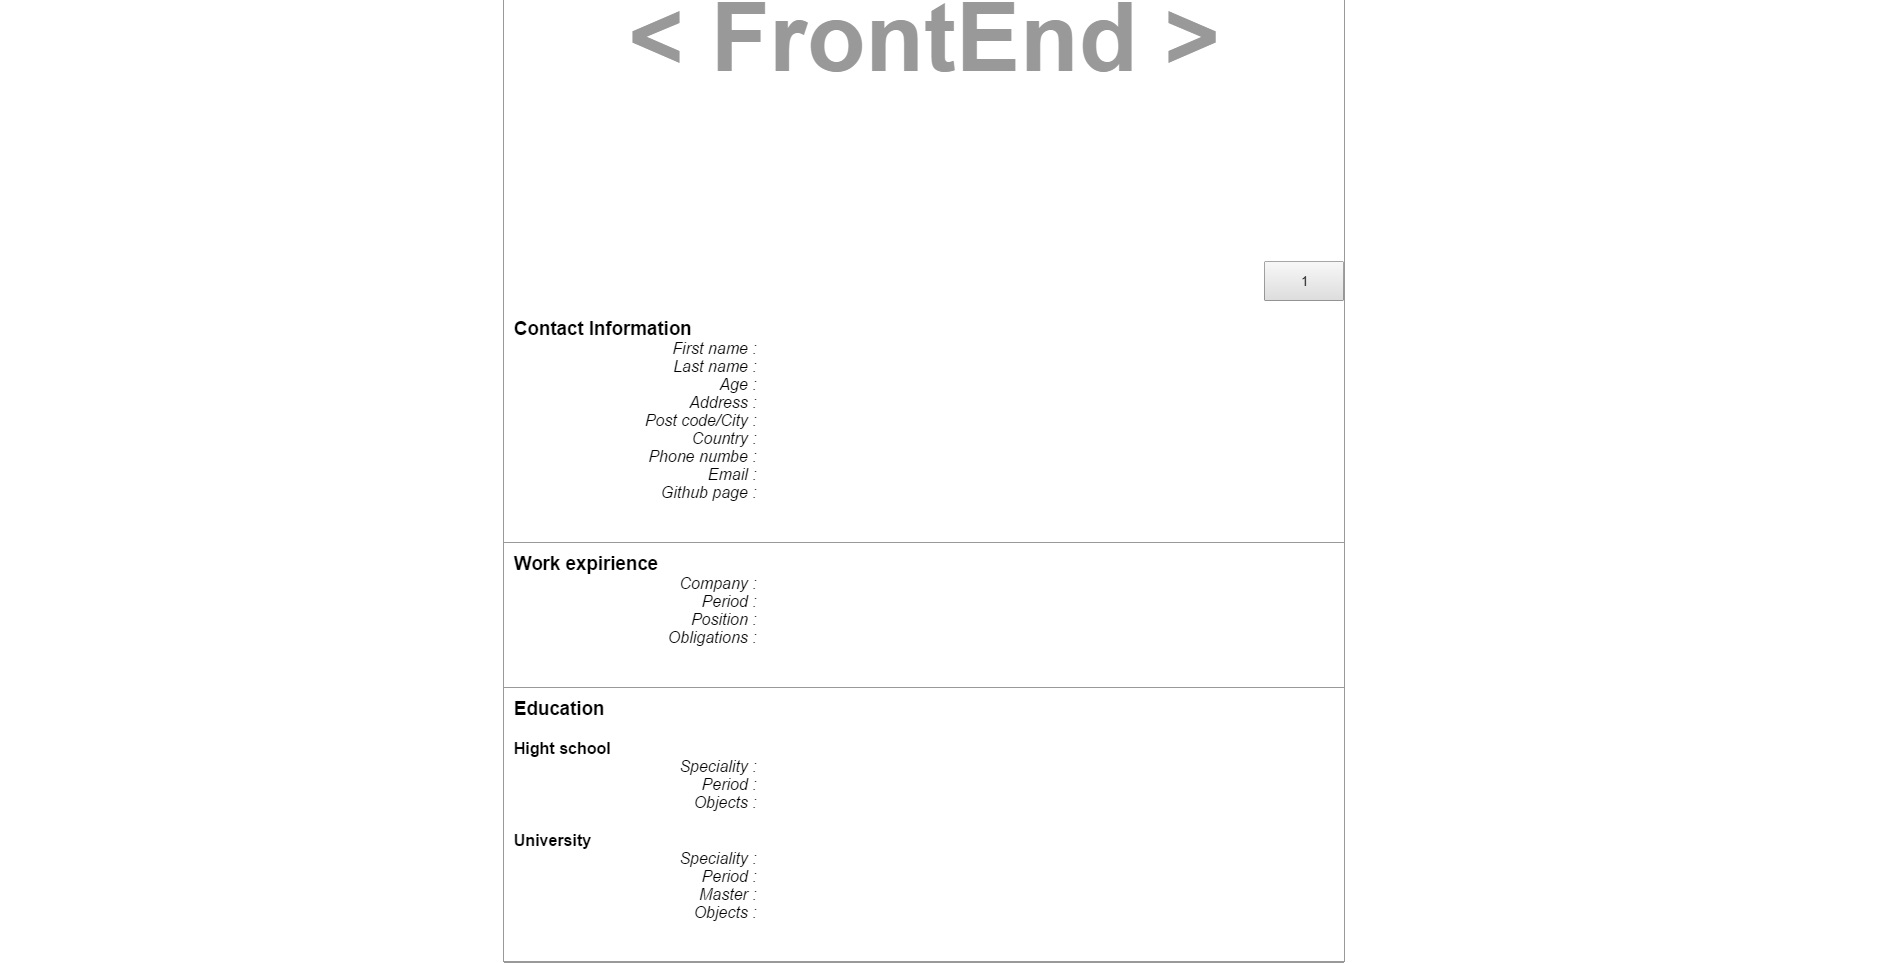 < FrontEnd >
1
Contact Information
First name :
Last name :
Age :
Address :
Post code/City :
Country :
Phone numbe :
Email :
Github page :
Work expirience
Company :
Period :
Position :
Obligations :
Education
Hight school
Speciality :
Period :
Objects :
University
Speciality :
Period :
Master :
Objects :